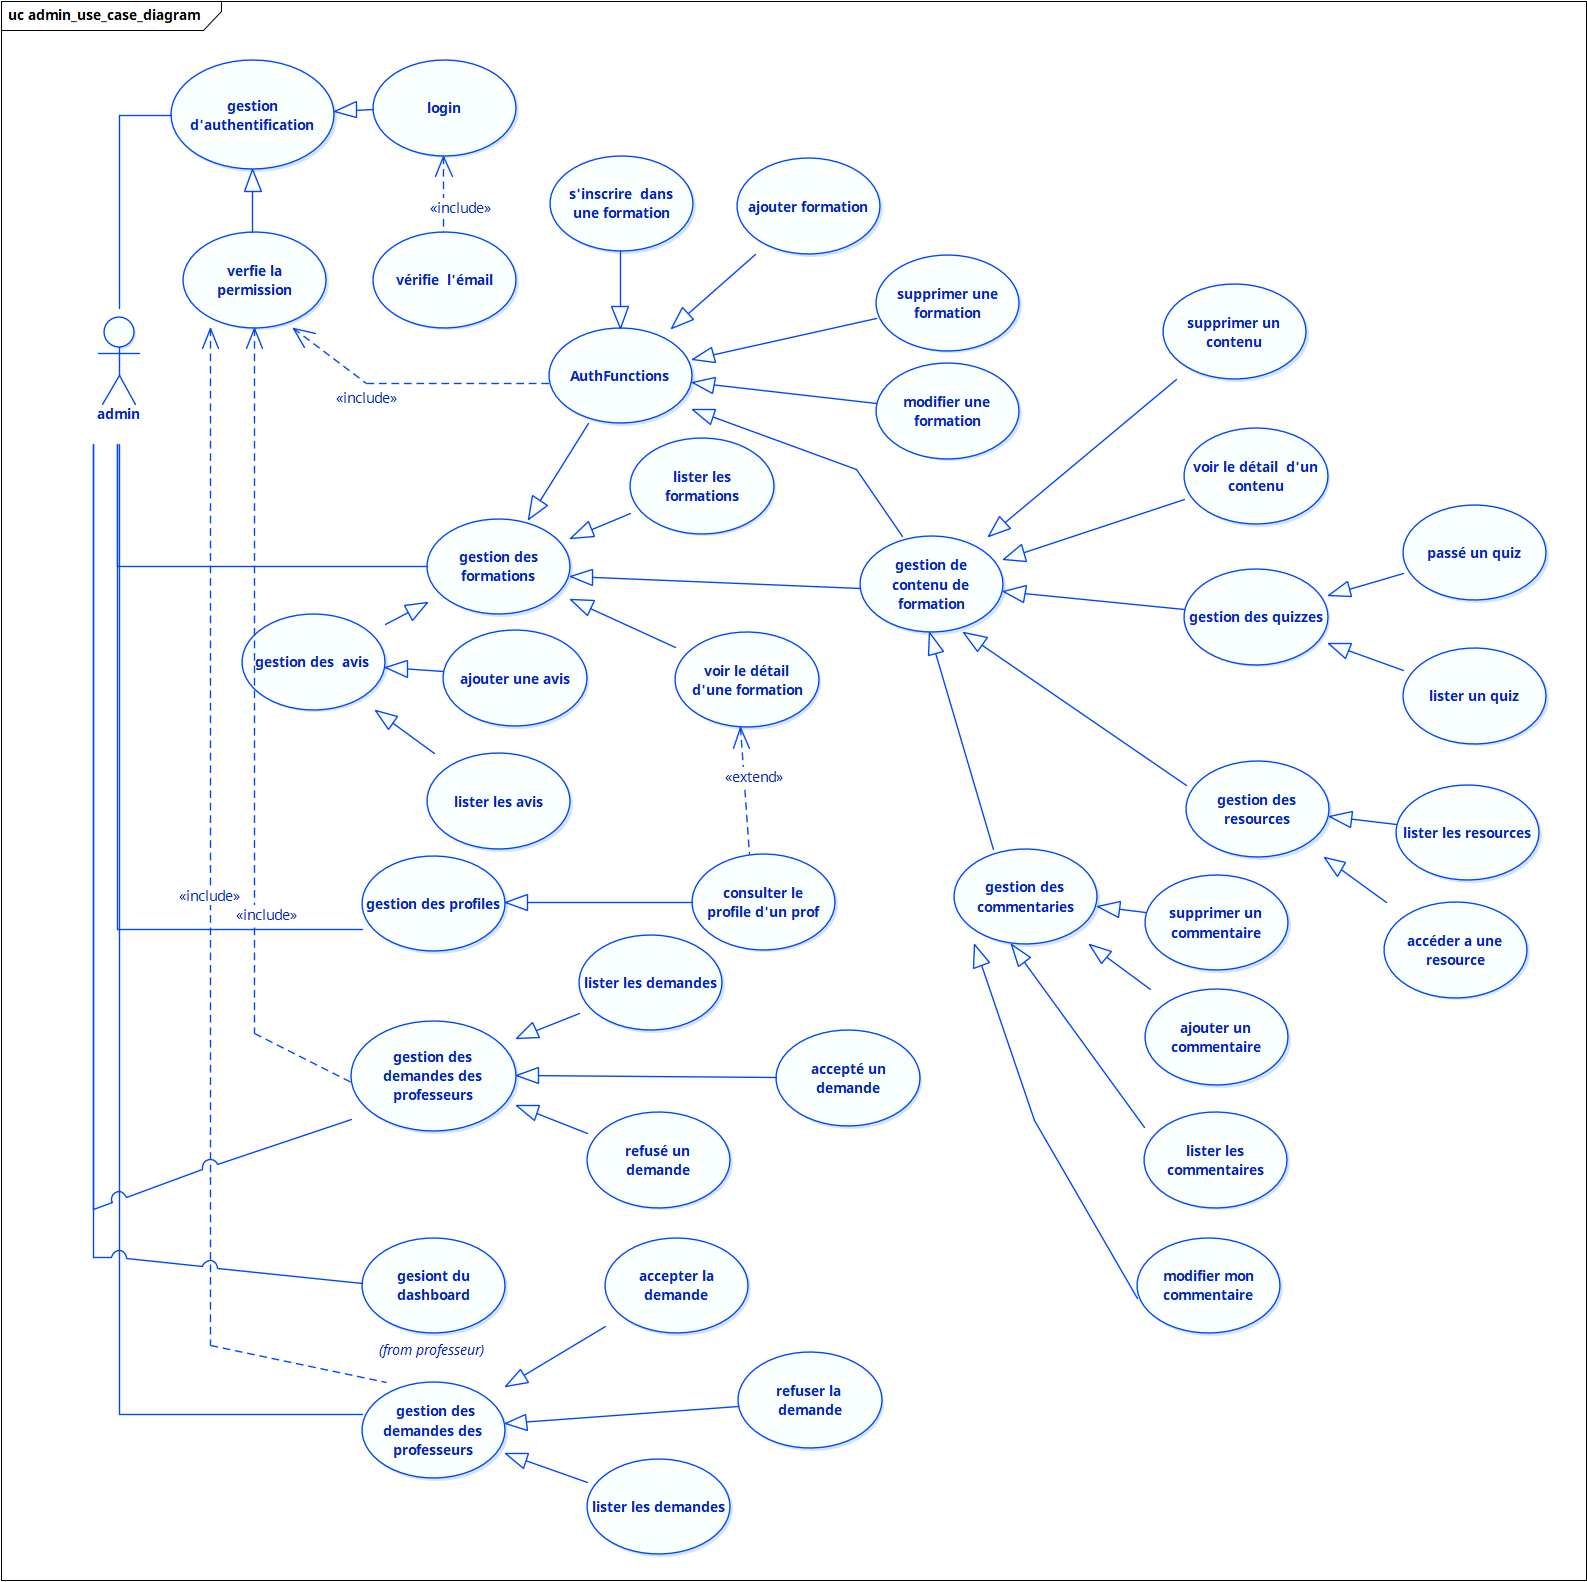 uc admin_use_case_diagram
gestion
d'authentification
login
s'inscrire  dans
une formation
ajouter formation
«include»
verfie la
permission
vérifie  l'émail
supprimer une
formation
supprimer un
contenu
AuthFunctions
«include»
modifier une
formation
admin
lister les
formations
voir le détail  d'un
contenu
gestion des
formations
gestion de
contenu de
formation
passé un quiz
gestion des quizzes
gestion des  avis
ajouter une avis
voir le détail
d'une formation
lister un quiz
«extend»
lister les avis
gestion des
resources
lister les resources
gestion des profiles
consulter le
profile d'un prof
gestion des
commentaries
«include»
«include»
supprimer un
commentaire
accéder a une
resource
lister les demandes
gestion des
demandes des
professeurs
accepté un
demande
ajouter un
commentaire
refusé un
demande
lister les
commentaires
gesiont du
dashboard
accepter la
demande
modifier mon
commentaire
(from professeur)
gestion des
demandes des
professeurs
refuser la
demande
lister les demandes